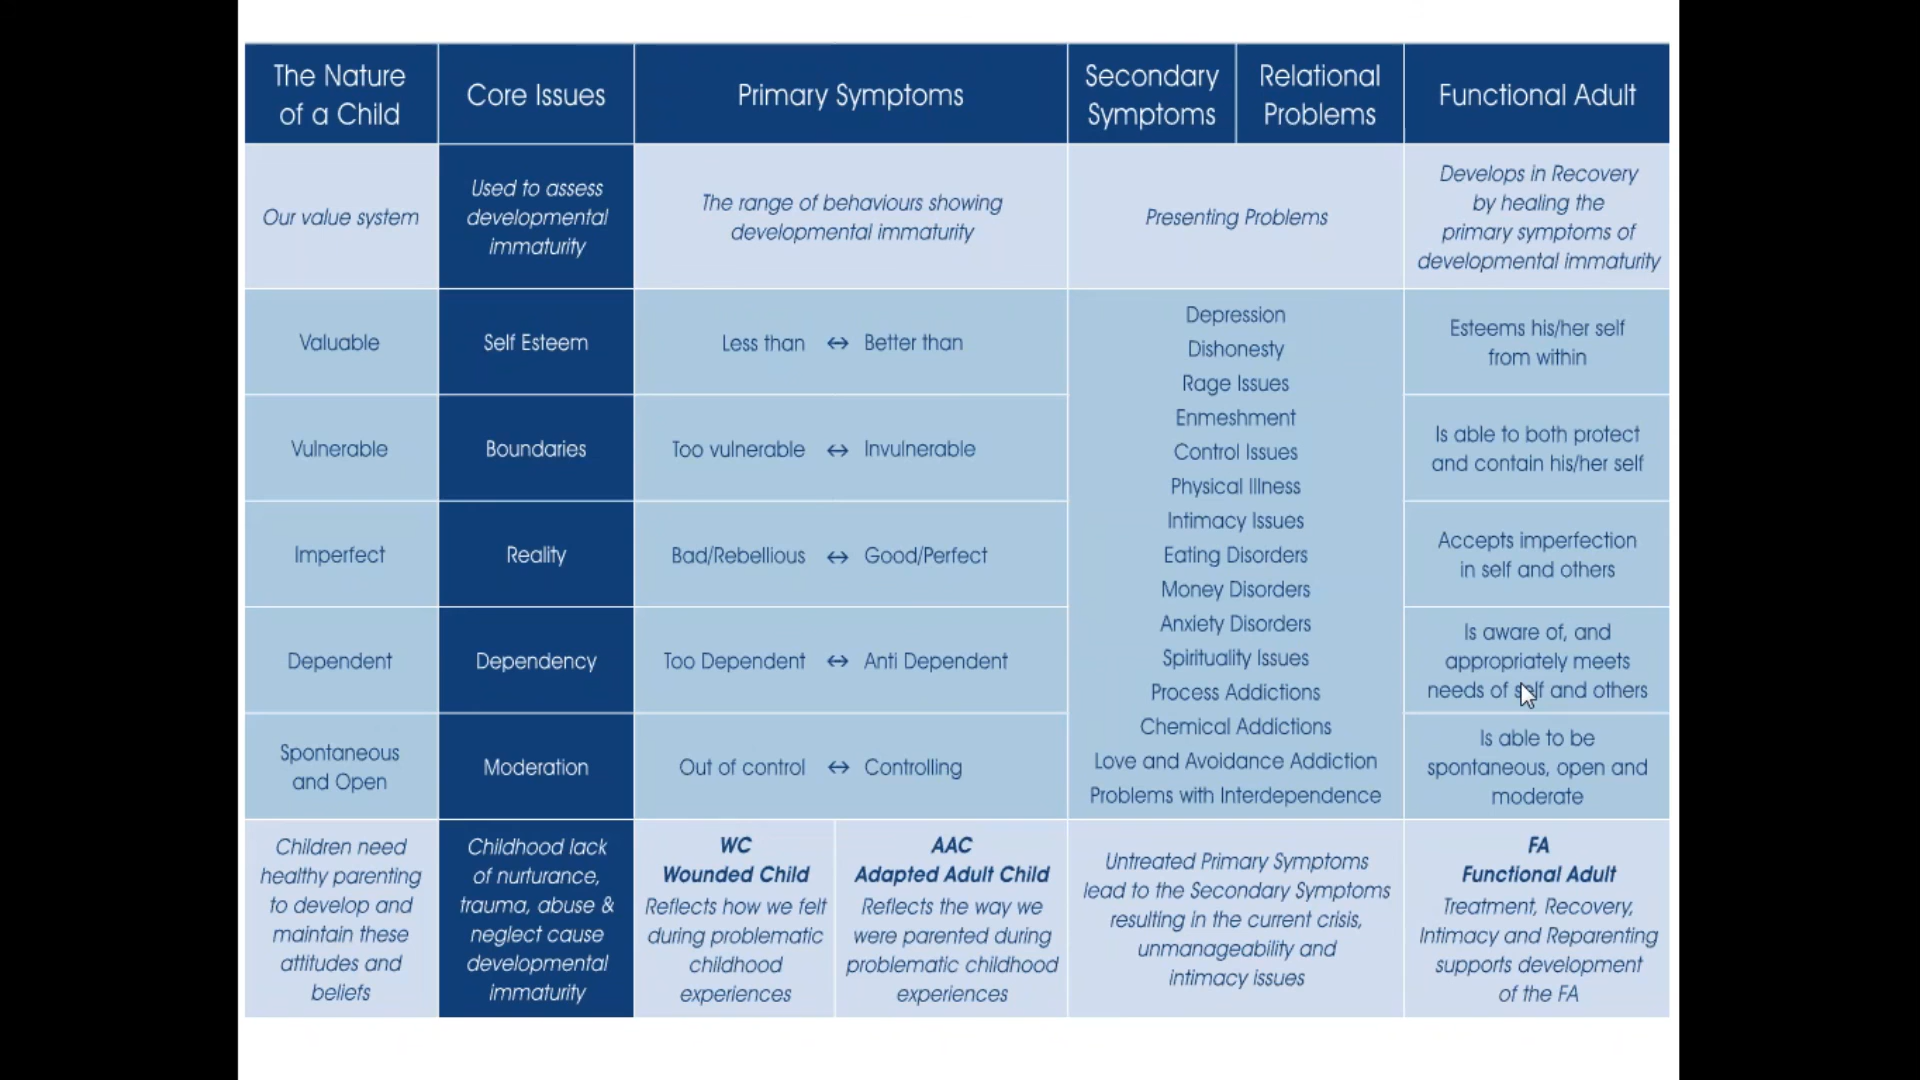 The Nature
of a Child
Core Issues
Primary Symptoms
Secondary
Symptoms
Relational
Problems
Functional Adult
Our value system
Used to assess
developmental
immaturity
The range of behaviours showing
developmental immaturity
Presenting Problems
Develops in Recovery
by healing the
primary symptoms of
developmental immaturity
Valuable
Self Esteem
Less than ↔ Better than
Esteems his/her self
from within
Vulnerable
Boundaries
Too vulnerable ↔ Invulnerable
Is able to both protect
and contain his/her self
Imperfect
Reality
Bad/Rebellious ↔ Good/Perfect
Accepts imperfection
in self and others
Dependent
Dependency
Too Dependent ↔ Anti Dependent
Is aware of, and
appropriately meets
needs of self and others
Spontaneous
and Open
Moderation
Out of control ↔ Controlling
Is able to be
spontaneous, open and
moderate
Depression
Dishonesty
Rage Issues
Enmeshment
Control Issues
Physical Illness
Intimacy Issues
Eating Disorders
Money Disorders
Anxiety Disorders
Spirituality Issues
Process Addictions
Chemical Addictions
Love and Avoidance Addiction
Problems with Interdependence
Children need
healthy parenting
to develop and
maintain these
attitudes and
beliefs
Childhood lack
of nurturance,
trauma, abuse &
neglect cause
developmental
immaturity
WC
Wounded Child
Reflects how we felt
during problematic
childhood
experiences
AAC
Adapted Adult Child
Reflects the way we
were parented during
problematic childhood
experiences
Untreated Primary Symptoms
lead to the Secondary Symptoms
resulting in the current crisis,
unmanageability and
intimacy issues
FA
Functional Adult
Treatment, Recovery,
Intimacy and Reparenting
supports development
of the FA